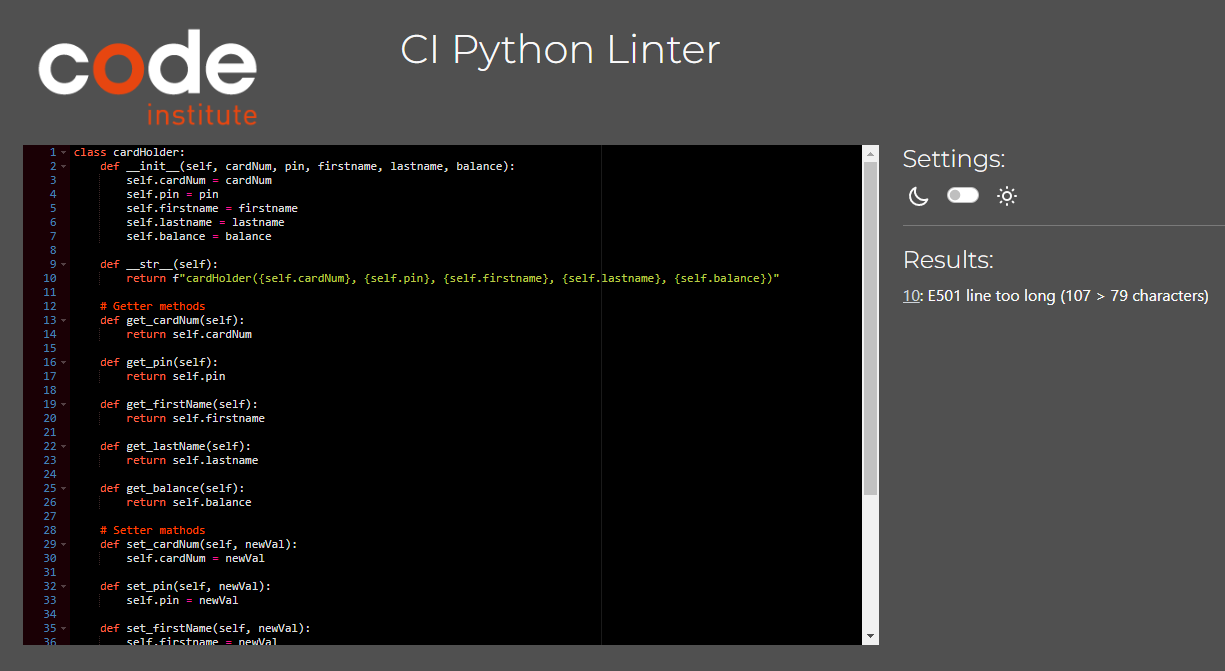 code
institute
CI Python Linter
1 class cardHolder:
2     def __init__(self, cardNum, pin, firstname, lastname, balance):
3         self.cardNum = cardNum
4         self.pin = pin
5         self.firstname = firstname
6         self.lastname = lastname
7         self.balance = balance
8
9     def __str__(self):
10         return f"cardHolder({self.cardNum}, {self.pin}, {self.firstname}, {self.lastname}, {self.balance})"
11
12     # Getter methods
13     def get_cardNum(self):
14         return self.cardNum
15
16     def get_pin(self):
17         return self.pin
18
19     def get_firstName(self):
20         return self.firstname
21
22     def get_lastName(self):
23         return self.lastname
24
25     def get_balance(self):
26         return self.balance
27
28     # Setter mathods
29     def set_cardNum(self, newVal):
30         self.cardNum = newVal
31
32     def set_pin(self, newVal):
33         self.pin = newVal
34
35     def set_firstName(self, newVal):
36         self.firstname = newVal
Settings:
Results:
10: E501 line too long (107 > 79 characters)